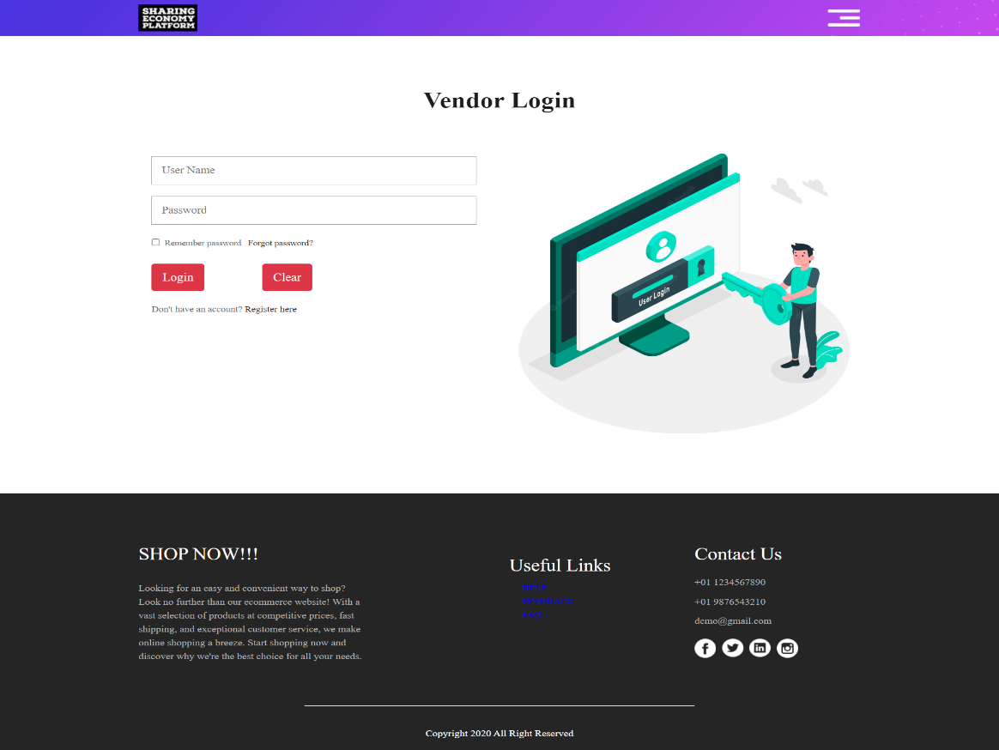 SHARING
ECONOMY
PLATFORM
Vendor Login
User Name
Password
Remember password Forgot password?
Login Clear
Don't have an account? Register here
User Login
SHOP NOW!!!
Looking for an easy and convenient way to shop?
Look no further than our ecommerce website! With a
vast selection of products at competitive prices, fast
shipping, and exceptional customer service, we make
online shopping a breeze. Start shopping now and
discover why we're the best choice for all your needs.
Useful Links
HELP
FEEDBACK
FAQ
Contact Us
+01 1234567890
+01 9876543210
demo@gmail.com
Copyright 2020 All Right Reserved